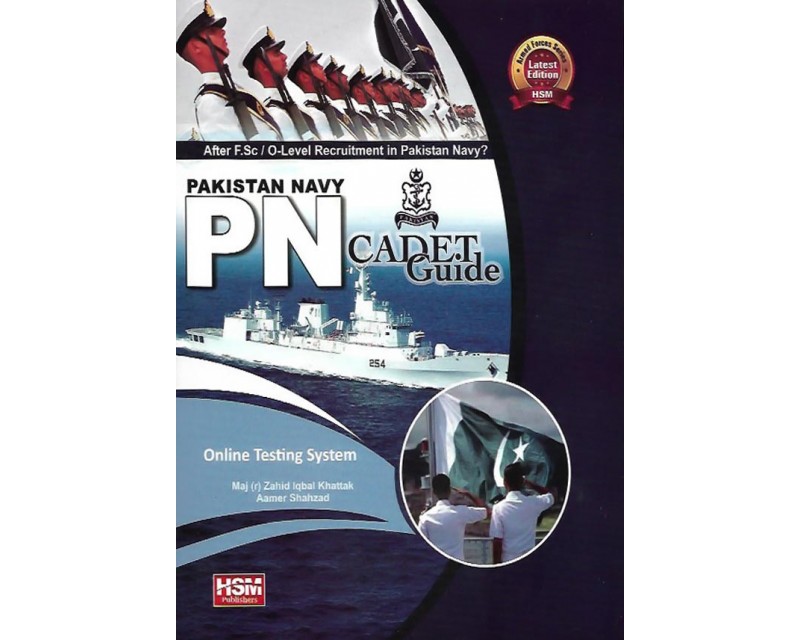 Armed Forces Series
Latest
Edition
HSM
After F.Sc / O-Level Recruitment in Pakistan Navy?
PAKISTAN NAVY
PN
PAKISTAN
CADET
Guide
254
Online Testing System
Maj (r) Zahid Iqbal Khattak
Aamer Shahzad
HSM
Publishers